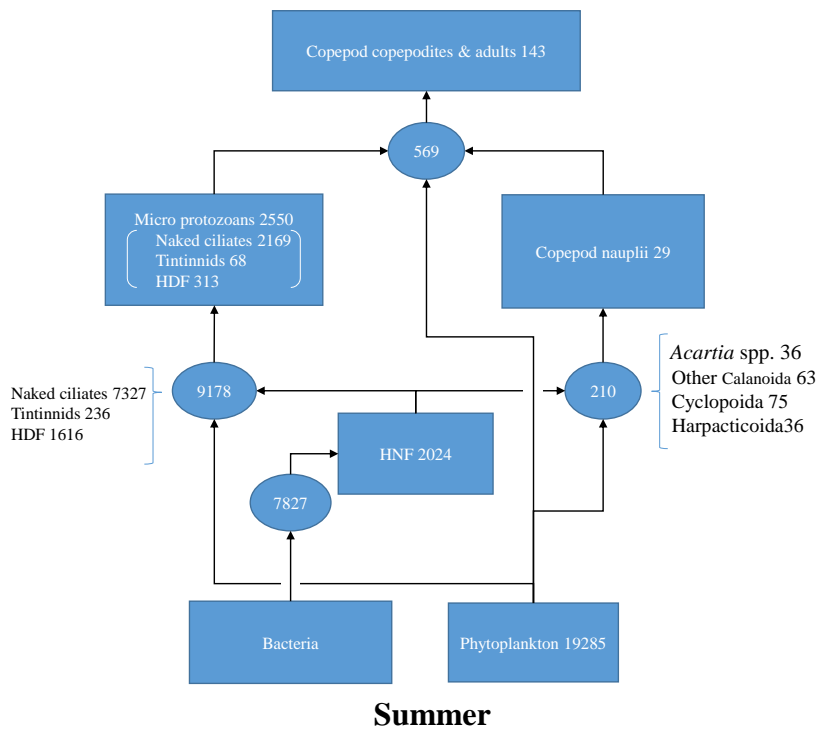 Copepod copepodites & adults 143
569
Micro protozoans 2550
Naked ciliates 2169
Tintinnids 68
HDF 313
Copepod nauplii 29
Naked ciliates 7327
Tintinnids 236
HDF 1616
9178
210
Acartia spp. 36
Other Calanoida 63
Cyclopoida 75
Harpacticoida36
HNF 2024
7827
Bacteria
Phytoplankton 19285
Summer